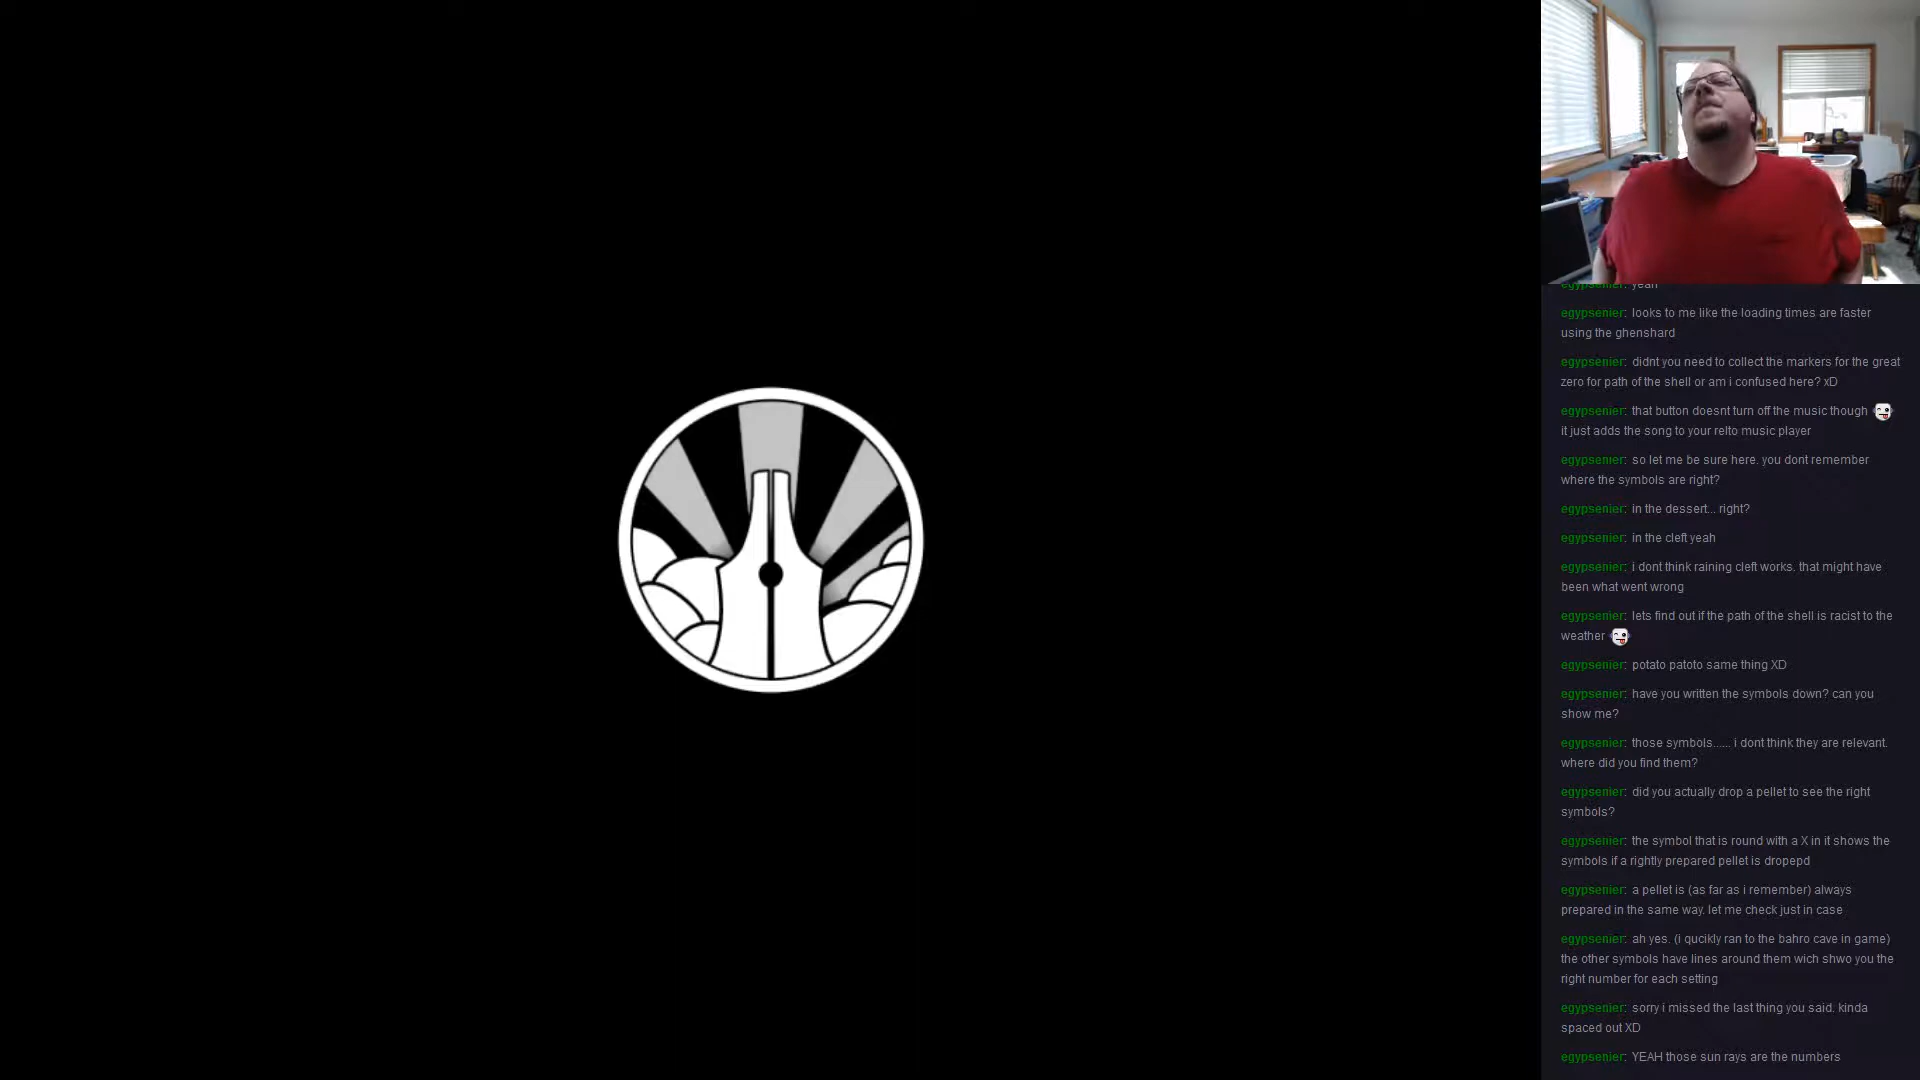 egypsenier: yeah
egypsenier: looks to me like the loading times are faster
using the ghenshard
egypsenier: didnt you need to collect the markers for the great
zero for path of the shell or am i confused here? xD
egypsenier: that button doesnt turn off the music though
it just adds the song to your relto music player
egypsenier: so let me be sure here. you dont remember
where the symbols are right?
egypsenier: in the dessert... right?
egypsenier: in the cleft yeah
egypsenier: i dont think raining cleft works. that might have
been what went wrong
egypsenier: lets find out if the path of the shell is racist to the
weather
egypsenier: potato patoto same thing XD
egypsenier: have you written the symbols down? can you
show me?
egypsenier: those symbols...... i dont think they are relevant.
where did you find them?
egypsenier: did you actually drop a pellet to see the right
symbols?
egypsenier: the symbol that is round with a X in it shows the
symbols if a rightly prepared pellet is dropepd
egypsenier: a pellet is (as far as i remember) always
prepared in the same way. let me check just in case
egypsenier: ah yes. (i qucikly ran to the bahro cave in game)
the other symbols have lines around them wich shwo you the
right number for each setting
egypsenier: sorry i missed the last thing you said. kinda
spaced out XD
egypsenier: YEAH those sun rays are the numbers